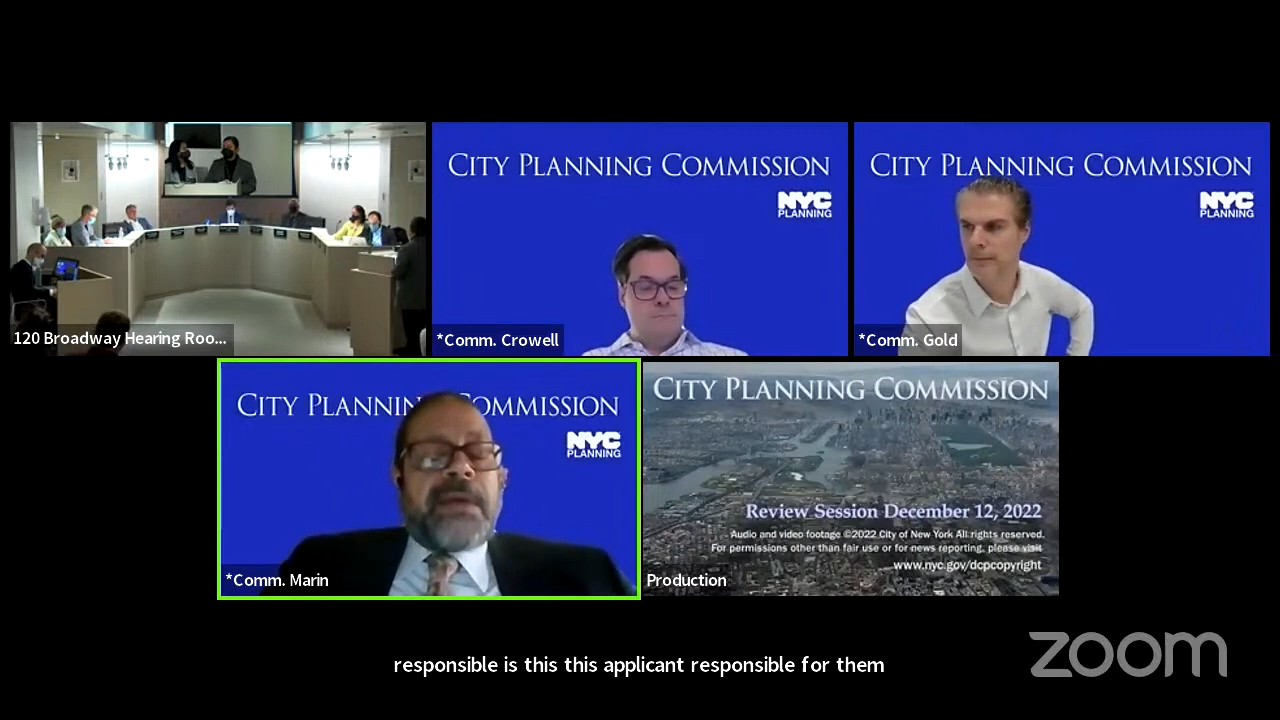 CITY PLANNING COMMISSION
NYC
PLANNING
CITY PLANNING COMMISSION
NYC
PLANNING
120 Broadway Hearing Roo...
*Comm. Crowell
*Comm. Gold
CITY PLANNING COMMISSION
NYC
PLANNING
*Comm. Marin
CITY PLANNING COMMISSION
Review Session December 12, 2022
Audio and video footage ©2022 City of New York All rights reserved.
For permissions other than fair use or for news reporting, please visit
www.nyc.gov/dcpcopyright
Production
responsible is this this applicant responsible for them
zoom